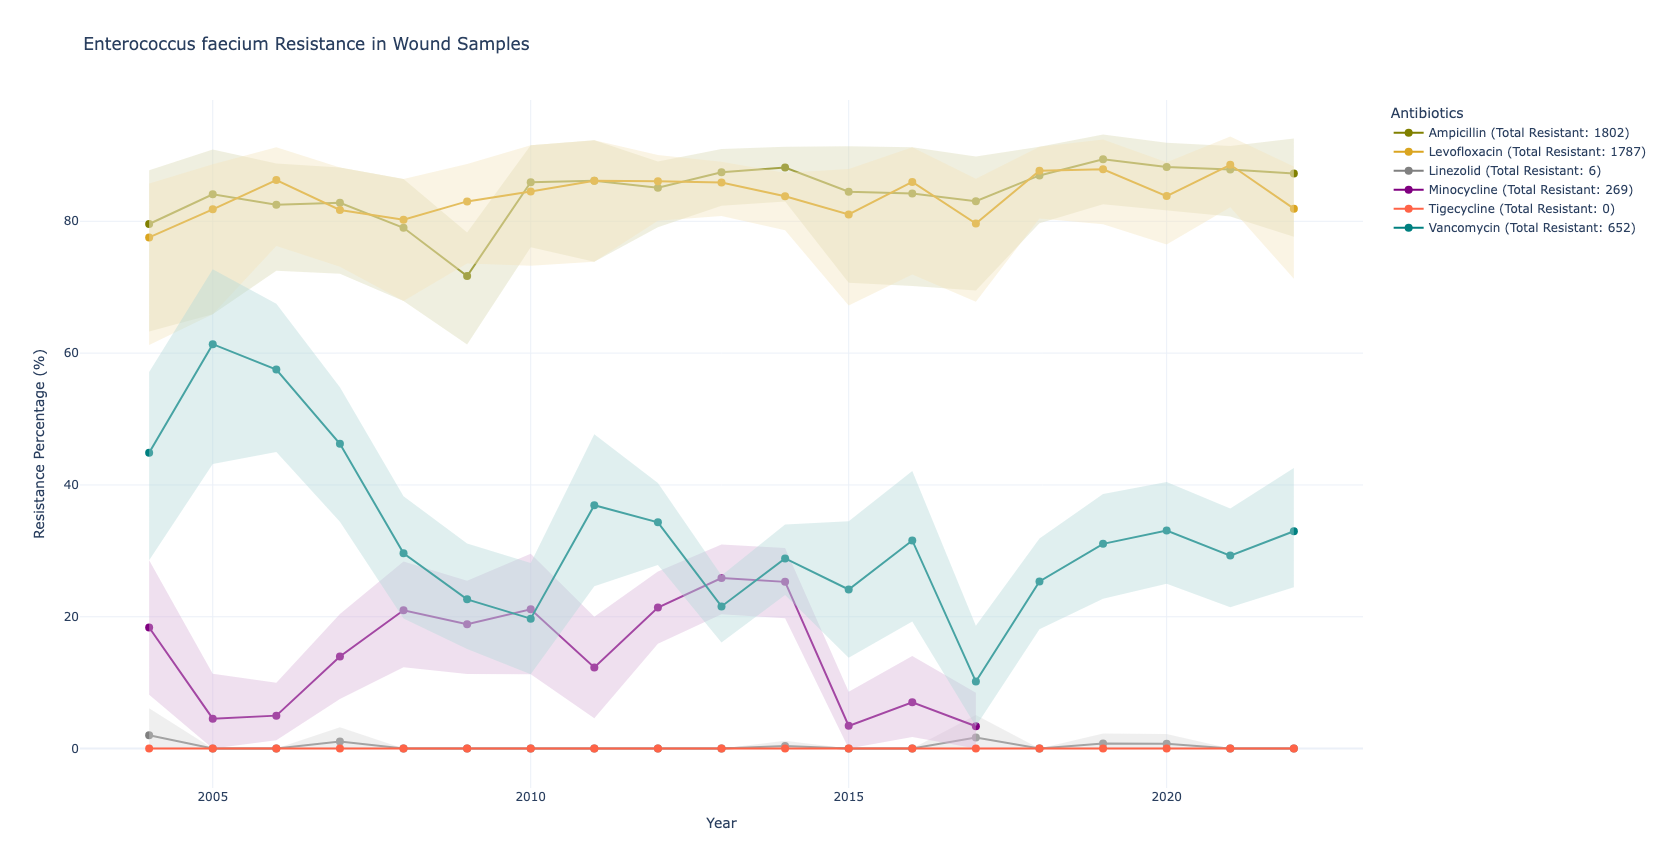 Enterococcus faecium Resistance in Wound Samples
Antibiotics
Ampicillin (Total Resistant: 1802)
Levofloxacin (Total Resistant: 1787)
Linezolid (Total Resistant: 6)
Minocycline (Total Resistant: 269)
Tigecycline (Total Resistant: 0)
Vancomycin (Total Resistant: 652)
Resistance Percentage (%)
80
60
40
20
0
2005
2010
2015
2020
Year